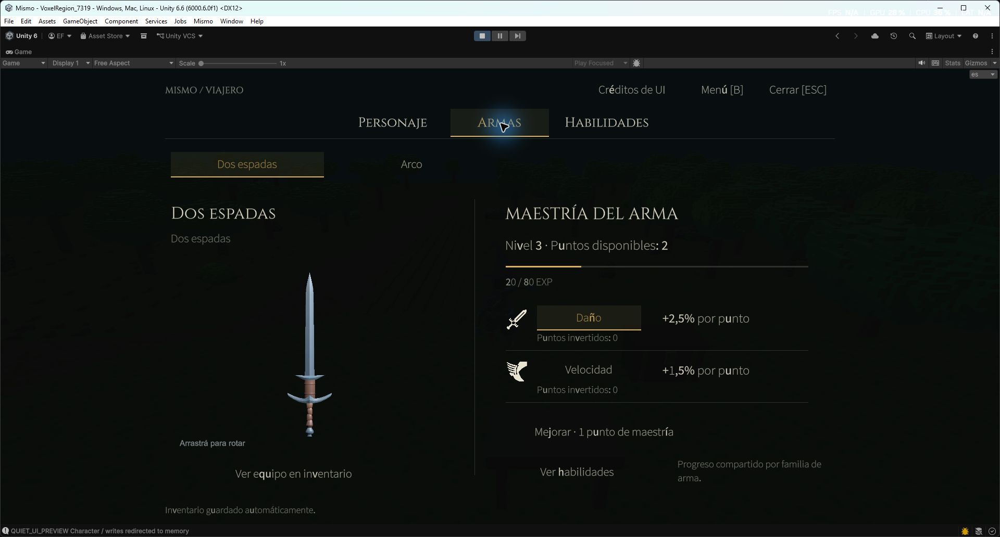 Mismo - VoxelRegion_7319 - Windows, Mac, Linux - Unity 6.6 (6000.6.0f1) <DX12>
FPS N/A | GPU 28 % | CPU 36 % | LAT N/A
File Edit Assets GameObject Component Services Jobs Mismo Window Help
Unity 6 EF Asset Store Unity VCS Layout
Game
Game Display 1 Free Aspect Scale 1x Play Focused Stats Gizmos
es
MISMO / VIAJERO Créditos de UI Menú [B] Cerrar [ESC]
Personaje Armas Habilidades
Dos espadas Arco
Dos espadas
Dos espadas
Arrastrá para rotar
Ver equipo en inventario
MAESTRÍA DEL ARMA
Nivel 3 · Puntos disponibles: 2
20 / 80 EXP
Daño +2,5% por punto
Puntos invertidos: 0
Velocidad +1,5% por punto
Puntos invertidos: 0
Mejorar · 1 punto de maestría
Ver habilidades
Progreso compartido por familia de
arma.
Inventario guardado automáticamente.
QUIET_UI_PREVIEW Character / writes redirected to memory